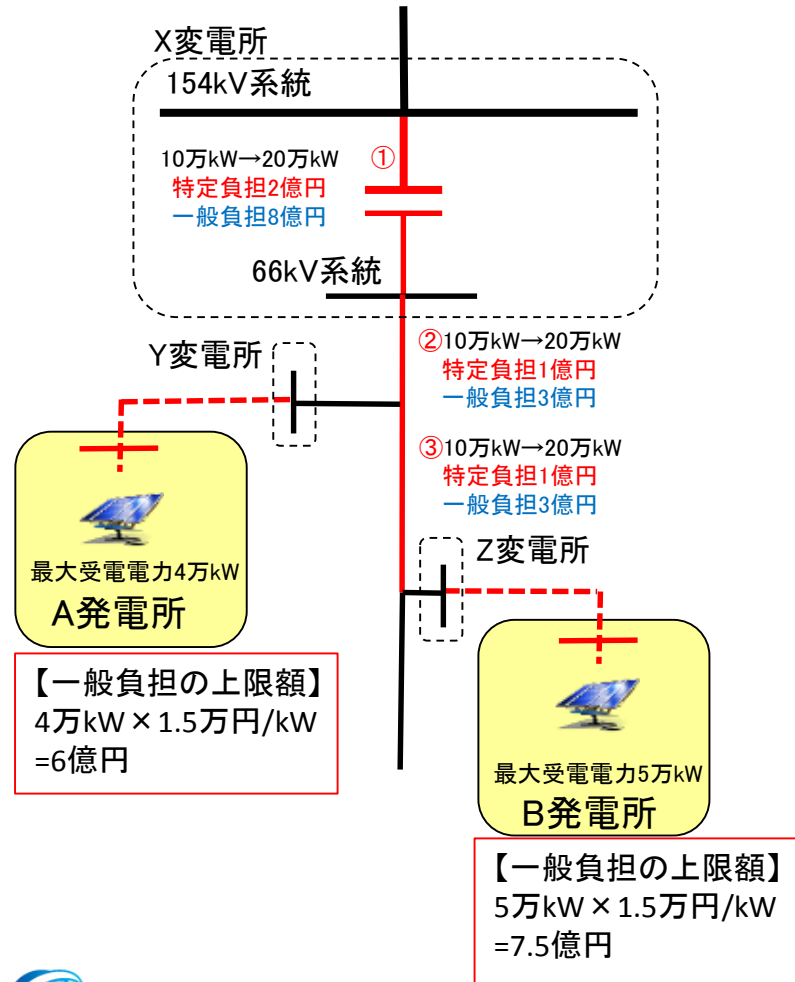 X変電所
154kV系統
10万kW→20万kW
①
特定負担2億円
一般負担8億円
66kV系統
②10万kW→20万kW
特定負担1億円
一般負担3億円
Y変電所
③10万kW→20万kW
特定負担1億円
一般負担3億円
Z変電所
最大受電電力4万kW
A発電所
【一般負担の上限額】
4万kW×1.5万円/kW
=6億円
最大受電電力5万kW
B発電所
【一般負担の上限額】
5万kW×1.5万円/kW
=7.5億円